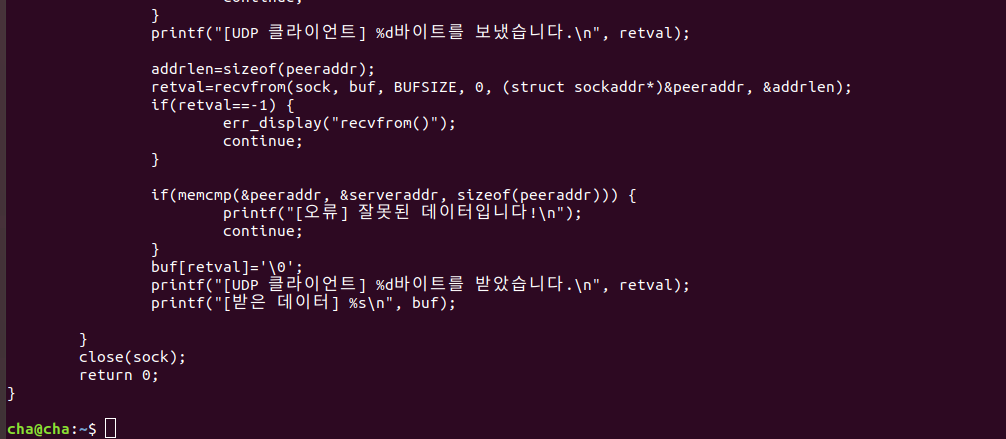 }
printf("[UDP 클라이언트] %d바이트를 보냈습니다.\n", retval);
addrlen=sizeof(peeraddr);
retval=recvfrom(sock, buf, BUFSIZE, 0, (struct sockaddr*)&peeraddr, &addrlen);
if(retval==-1) {
err_display("recvfrom()");
continue;
}
if(memcmp(&peeraddr, &serveraddr, sizeof(peeraddr))) {
printf("[오류] 잘못된 데이터입니다!\n");
continue;
}
buf[retval]='\0';
printf("[UDP 클라이언트] %d바이트를 받았습니다.\n", retval);
printf("[받은 데이터] %s\n", buf);
}
close(sock);
return 0;
}
cha@cha:~$